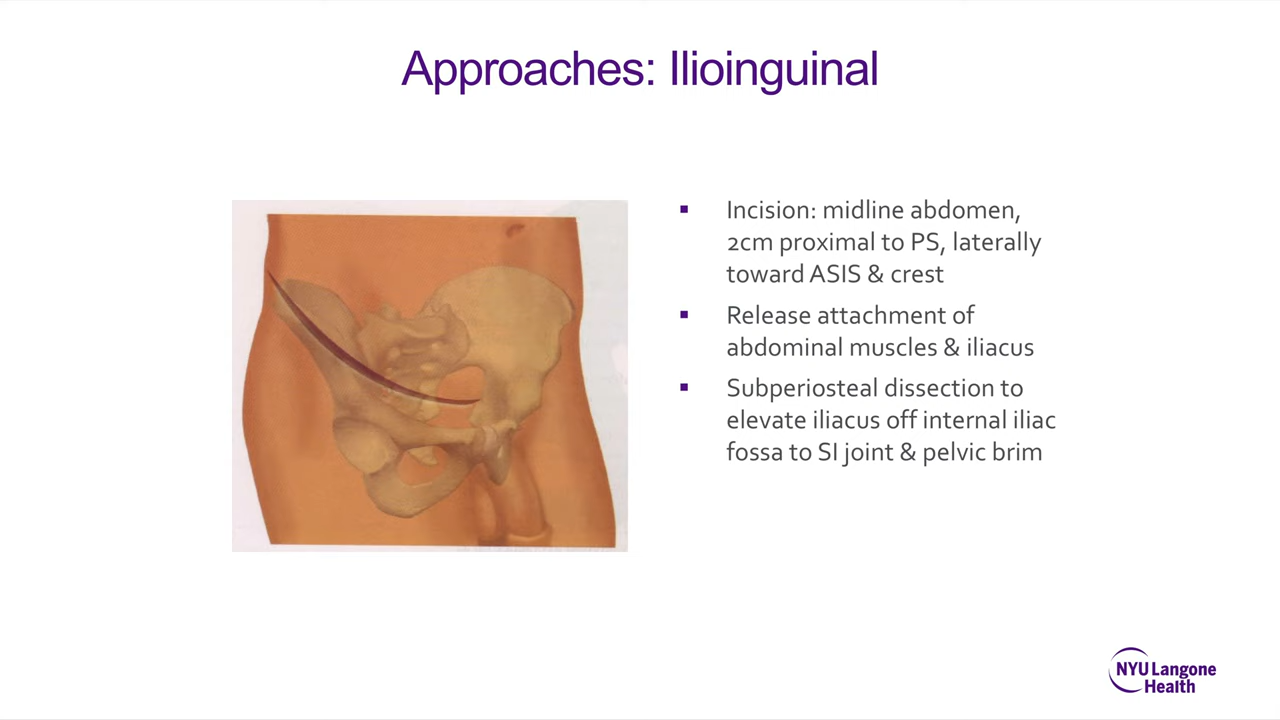 Approaches: Ilioinguinal
▪ Incision: midline abdomen,
2cm proximal to PS, laterally
toward ASIS & crest
▪ Release attachment of
abdominal muscles & iliacus
▪ Subperiosteal dissection to
elevate iliacus off internal iliac
fossa to SI joint & pelvic brim
NYU Langone
Health